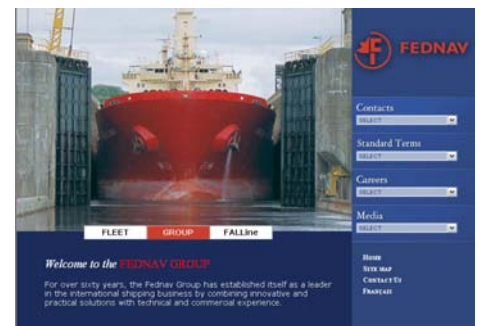 FEDNAV
Contacts
SELECT
Standard Terms
SELECT
Careers
SELECT
Media
SELECT
FLEET GROUP FALLine
Welcome to the FEDNAV GROUP
For over sixty years, the Fednav Group has established itself as a leader
in the international shipping business by combining innovative and
practical solutions with technical and commercial experience.
Home
Site map
Contact Us
Français